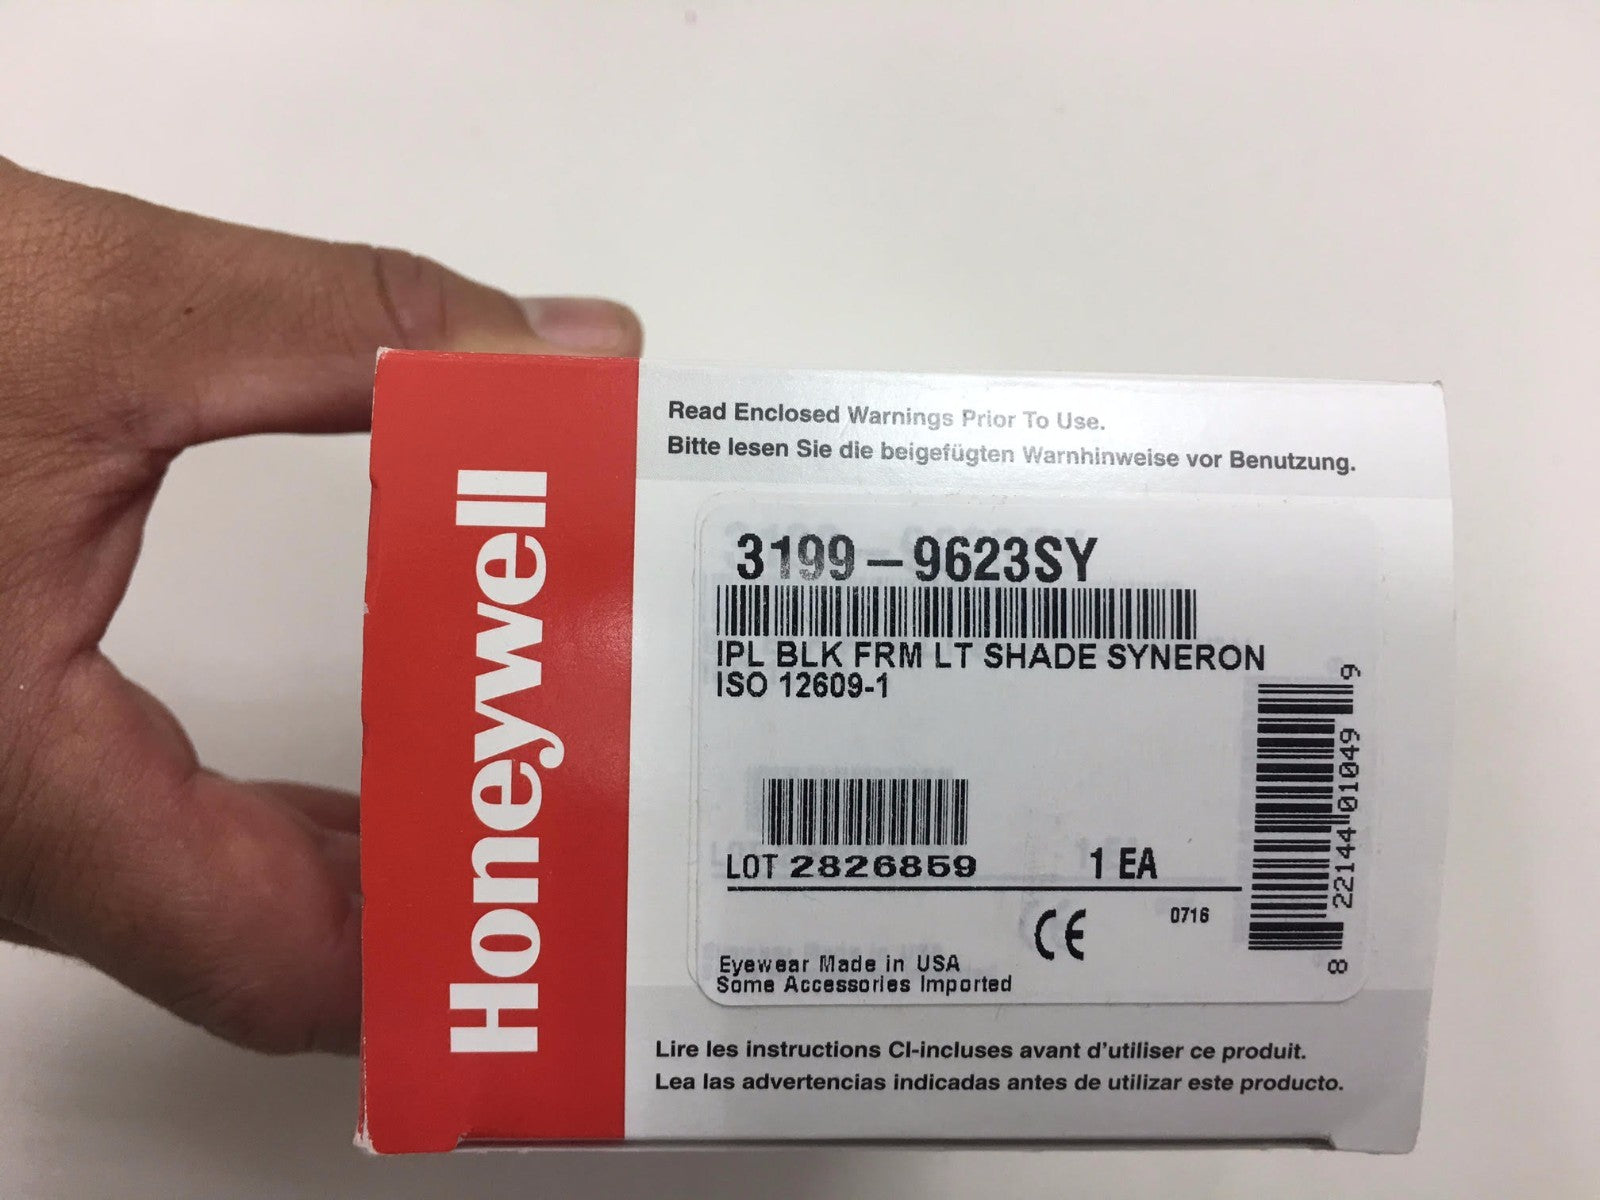 Honeywell
Read Enclosed Warnings Prior To Use.
Bitte lesen Sie die beigefügten Warnhinweise vor Benutzung.
3199-9623SY
IPL BLK FRM LT SHADE SYNERON
ISO 12609-1
LOT 2826859
1 EA
CE
0716
8 22144 01049 9
Eyewear Made in USA
Some Accessories Imported
Lire les instructions CI-incluses avant d'utiliser ce produit.
Lea las advertencias indicadas antes de utilizar este producto.